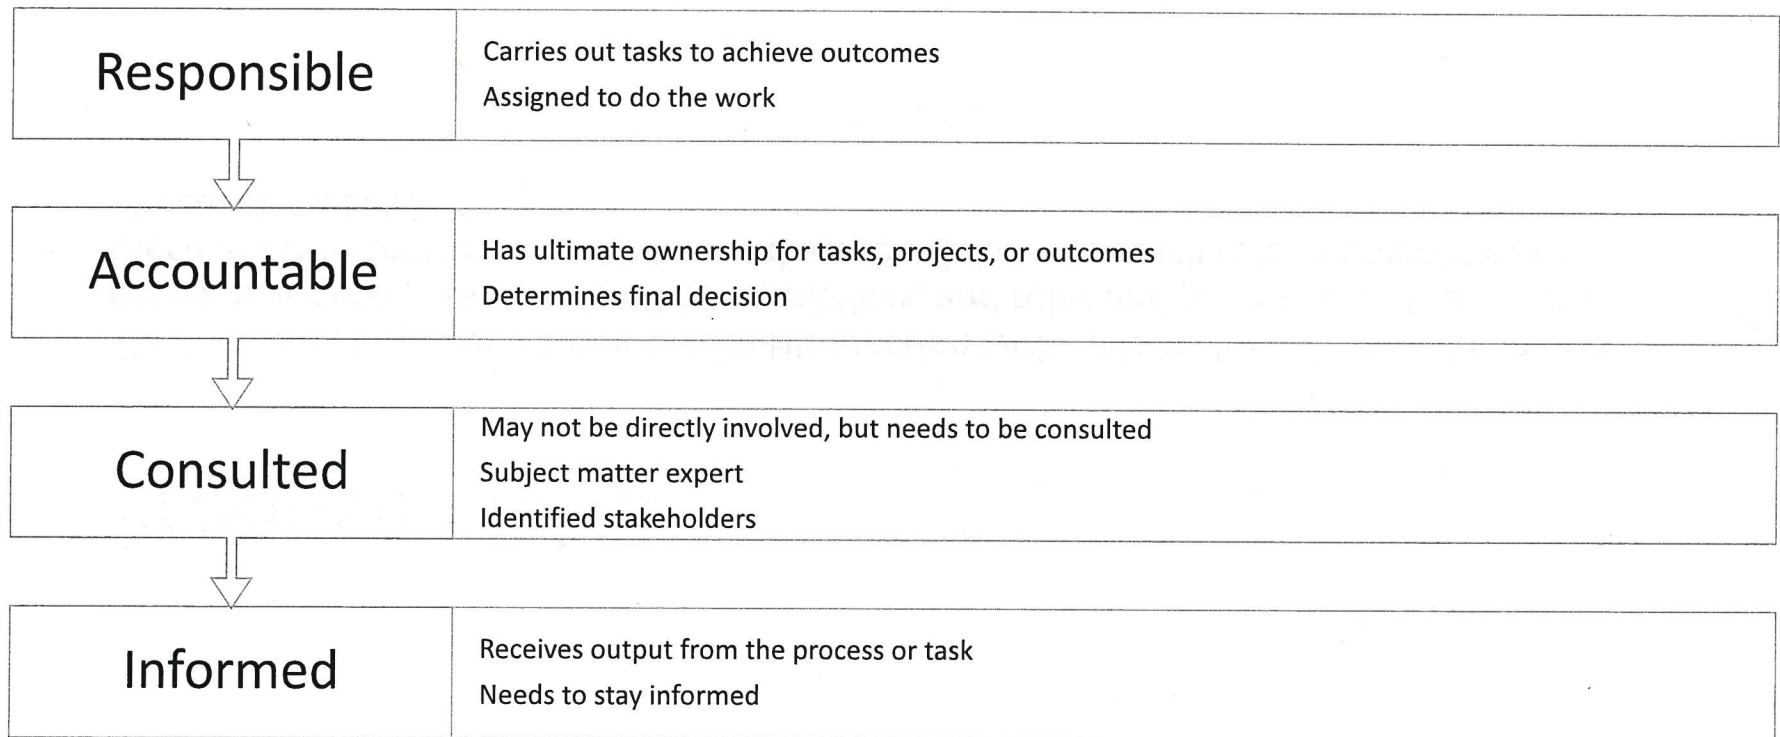 Responsible
Carries out tasks to achieve outcomes
Assigned to do the work
Accountable
Has ultimate ownership for tasks, projects, or outcomes
Determines final decision
Consulted
May not be directly involved, but needs to be consulted
Subject matter expert
Identified stakeholders
Informed
Receives output from the process or task
Needs to stay informed